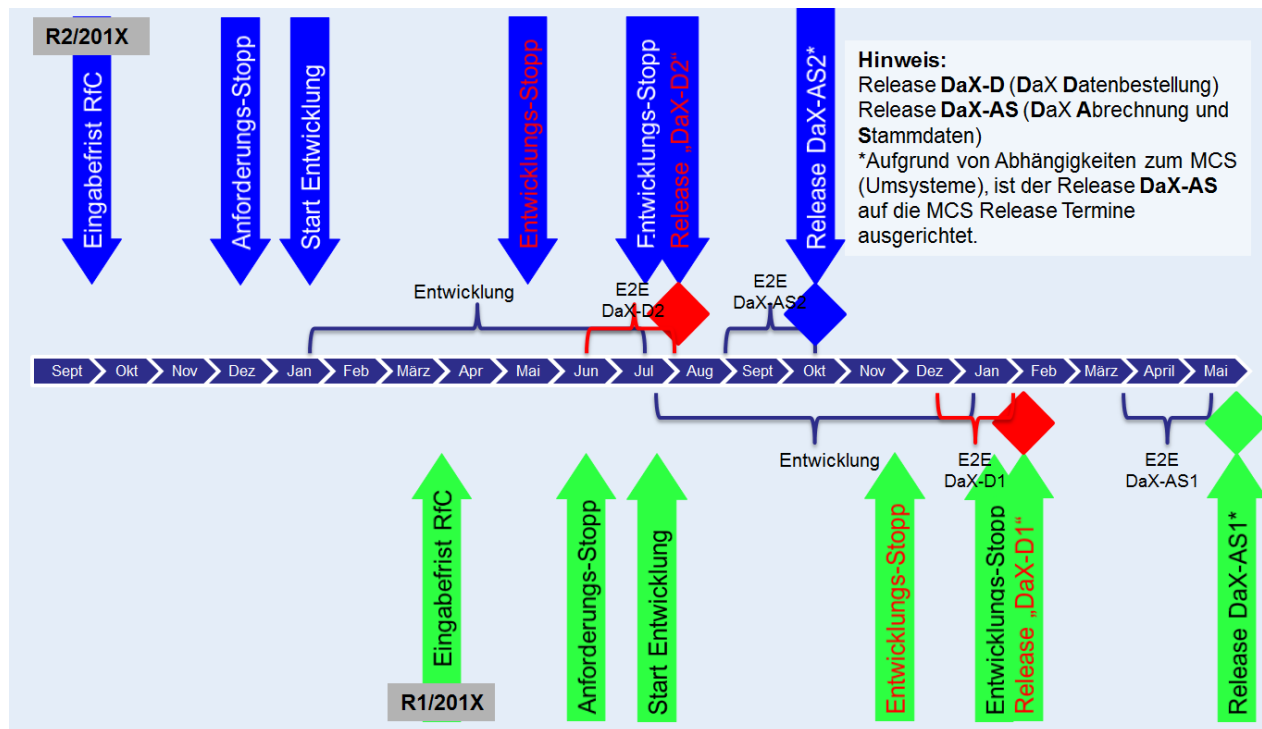 R2/201X
Eingabefrist RfC
Anforderungs-Stopp
Start Entwicklung
Entwicklungs-Stopp
Entwicklungs-Stopp
Release „DaX-D2“
Release DaX-AS2*
Hinweis:
Release DaX-D (DaX Datenbestellung)
Release DaX-AS (DaX Abrechnung und
Stammdaten)
*Aufgrund von Abhängigkeiten zum MCS
(Umsysteme), ist der Release DaX-AS
auf die MCS Release Termine
ausgerichtet.
Entwicklung
E2E
DaX-D2
E2E
DaX-AS2
Sept Okt Nov Dez Jan Feb März Apr Mai Jun Jul Aug Sept Okt Nov Dez Jan Feb März April Mai
Entwicklung
E2E
DaX-D1
E2E
DaX-AS1
Eingabefrist RfC
Anforderungs-Stopp
Start Entwicklung
Entwicklungs-Stopp
Entwicklungs-Stopp
Release „DaX-D1“
Release DaX-AS1*
R1/201X